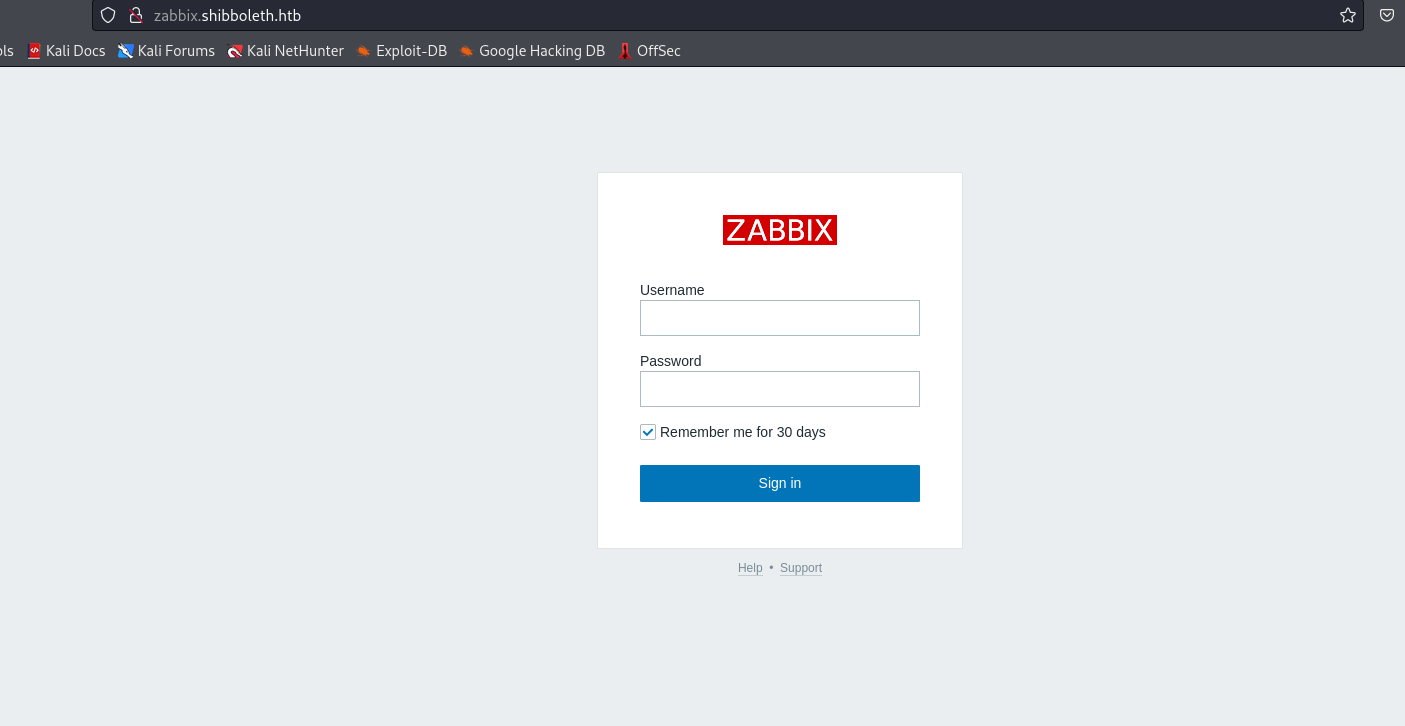 zabbix.shibboleth.htb
ols Kali Docs Kali Forums Kali NetHunter Exploit-DB Google Hacking DB OffSec
ZABBIX
Username
Password
Remember me for 30 days
Sign in
Help • Support